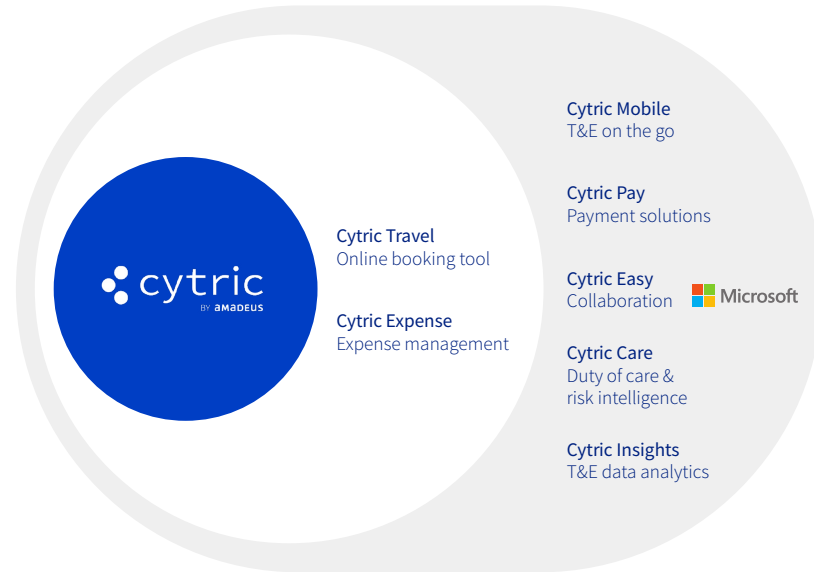 cytric
BY amadeus
Cytric Travel
Online booking tool
Cytric Expense
Expense management
Cytric Mobile
T&E on the go
Cytric Pay
Payment solutions
Cytric Easy
Collaboration
Microsoft
Cytric Care
Duty of care &
risk intelligence
Cytric Insights
T&E data analytics